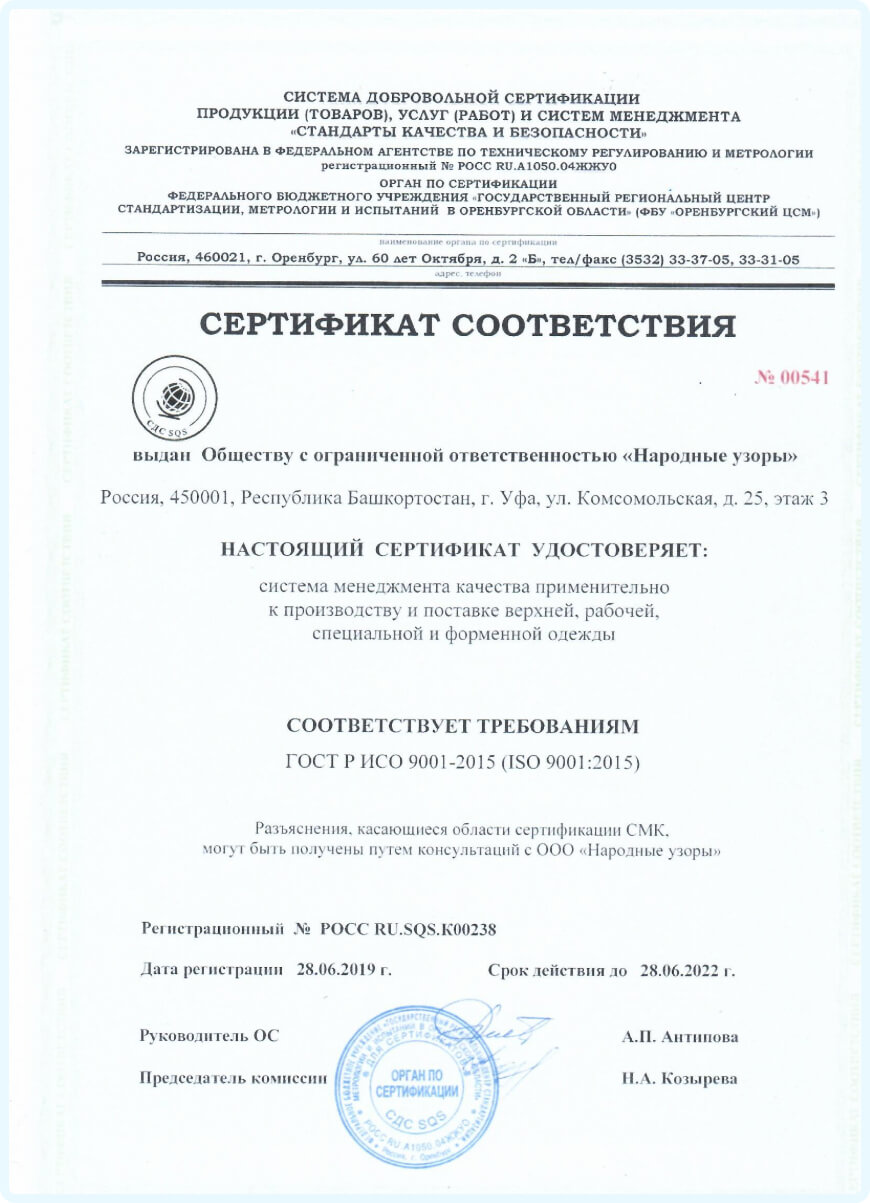 СИСТЕМА ДОБРОВОЛЬНОЙ СЕРТИФИКАЦИИ
ПРОДУКЦИИ (ТОВАРОВ), УСЛУГ (РАБОТ) И СИСТЕМ МЕНЕДЖМЕНТА
«СТАНДАРТЫ КАЧЕСТВА И БЕЗОПАСНОСТИ»
ЗАРЕГИСТРИРОВАНА В ФЕДЕРАЛЬНОМ АГЕНТСТВЕ ПО ТЕХНИЧЕСКОМУ РЕГУЛИРОВАНИЮ И МЕТРОЛОГИИ
регистрационный № РОСС RU.A1050.04ЖЖУ0
ОРГАН ПО СЕРТИФИКАЦИИ
ФЕДЕРАЛЬНОГО БЮДЖЕТНОГО УЧРЕЖДЕНИЯ «ГОСУДАРСТВЕННЫЙ РЕГИОНАЛЬНЫЙ ЦЕНТР
СТАНДАРТИЗАЦИИ, МЕТРОЛОГИИ И ИСПЫТАНИЙ В ОРЕНБУРГСКОЙ ОБЛАСТИ» (ФБУ «ОРЕНБУРГСКИЙ ЦСМ»)
наименование органа по сертификации
Россия, 460021, г. Оренбург, ул. 60 лет Октября, д. 2 «Б», тел/факс (3532) 33-37-05, 33-31-05
адрес, телефон
СЕРТИФИКАТ СООТВЕТСТВИЯ
№ 00541
СДС SQS
выдан Обществу с ограниченной ответственностью «Народные узоры»
Россия, 450001, Республика Башкортостан, г. Уфа, ул. Комсомольская, д. 25, этаж 3
НАСТОЯЩИЙ СЕРТИФИКАТ УДОСТОВЕРЯЕТ:
система менеджмента качества применительно
к производству и поставке верхней, рабочей,
специальной и форменной одежды
СООТВЕТСТВУЕТ ТРЕБОВАНИЯМ
ГОСТ Р ИСО 9001-2015 (ISO 9001:2015)
Разъяснения, касающиеся области сертификации СМК,
могут быть получены путем консультаций с ООО «Народные узоры»
Регистрационный № РОСС RU.SQS.К00238
Дата регистрации 28.06.2019 г. Срок действия до 28.06.2022 г.
Руководитель ОС А.П. Антипова
Председатель комиссии Н.А. Козырева
ДЛЯ СЕРТИФИКАТОВ
ОРГАН ПО
СЕРТИФИКАЦИИ
СДС SQS
РОСС RU.A1050.04ЖЖУ0
Россия, г. Оренбург